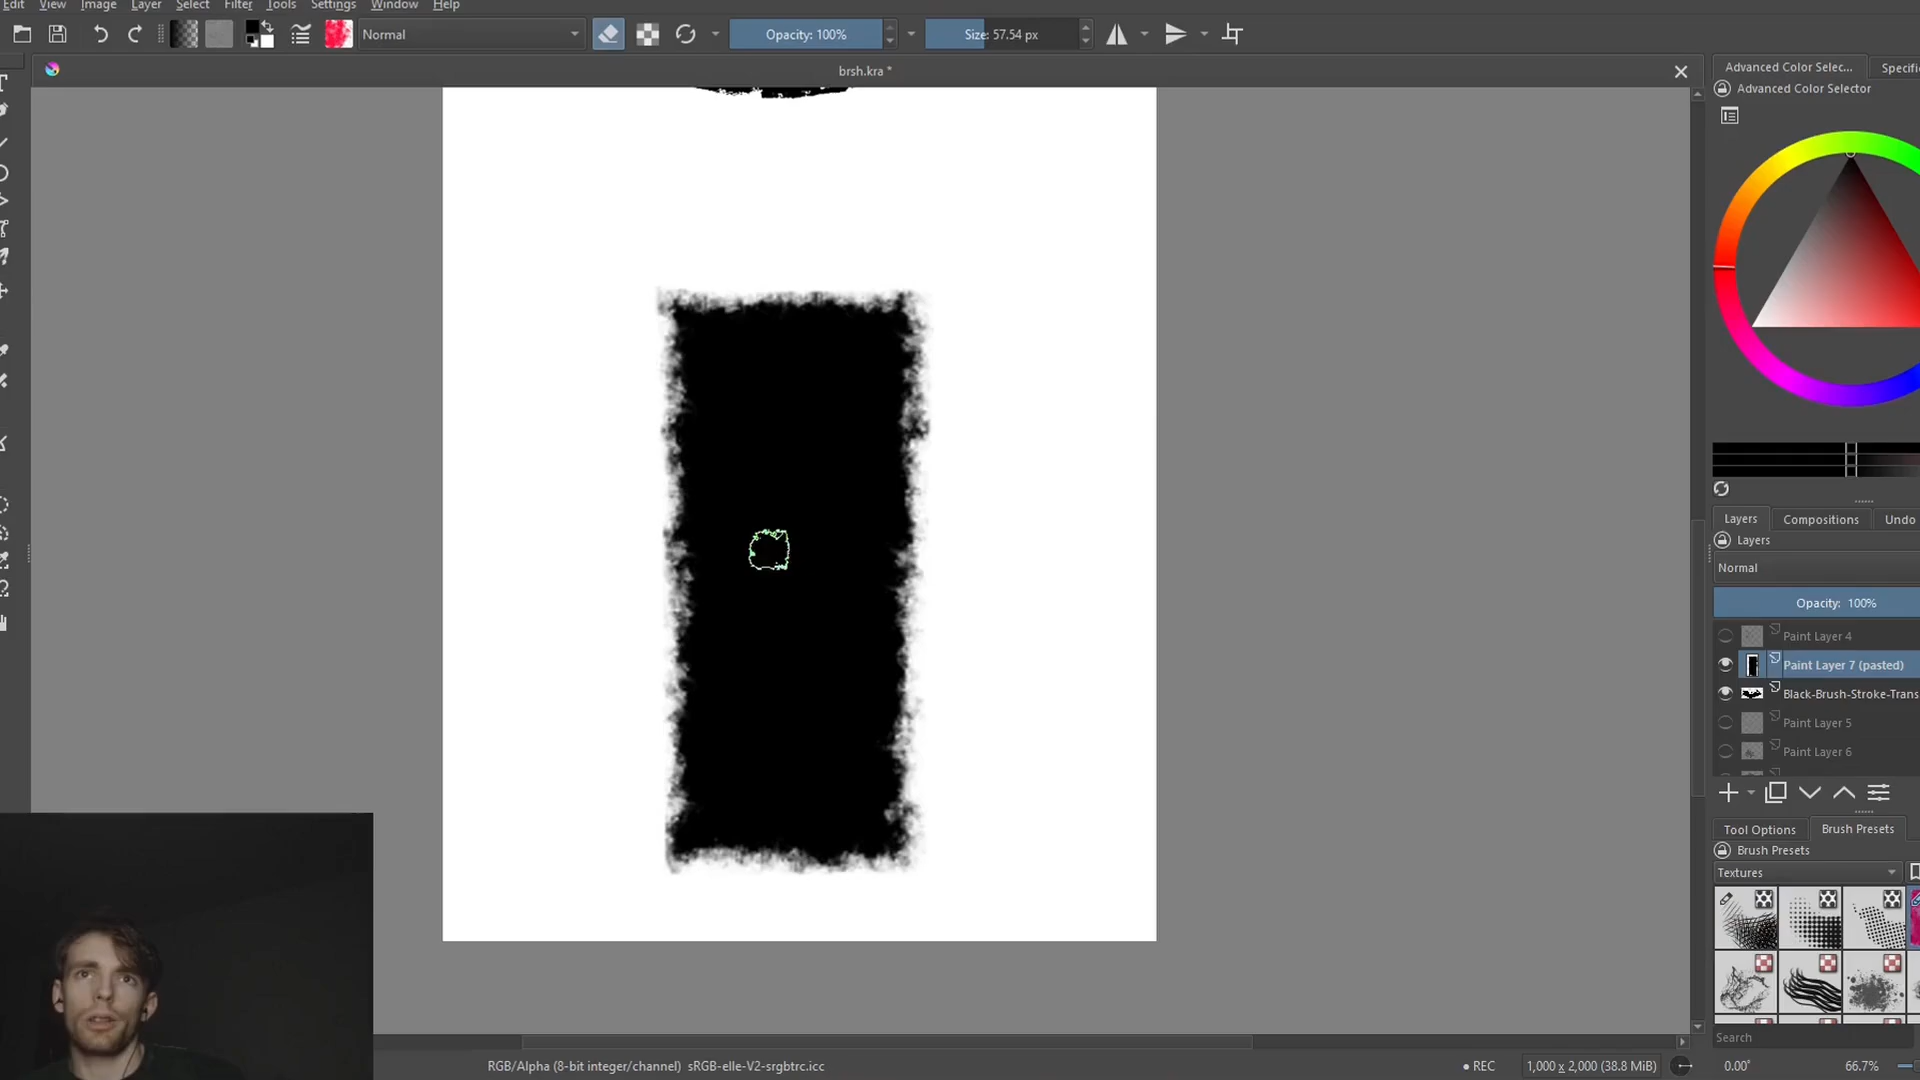 Edit View Image Layer Select Filter Tools Settings Window Help
Normal
Opacity: 100%
Size: 57.54 px
brsh.kra *
Advanced Color Selec...
Specifi
Advanced Color Selector
Layers
Compositions
Undo
Layers
Normal
Opacity: 100%
Paint Layer 4
Paint Layer 7 (pasted)
Black-Brush-Stroke-Trans
Paint Layer 5
Paint Layer 6
Tool Options
Brush Presets
Brush Presets
Textures
Search
RGB/Alpha (8-bit integer/channel) sRGB-elle-V2-srgbtrc.icc
REC
1,000 x 2,000 (38.8 MiB)
0.00°
66.7%